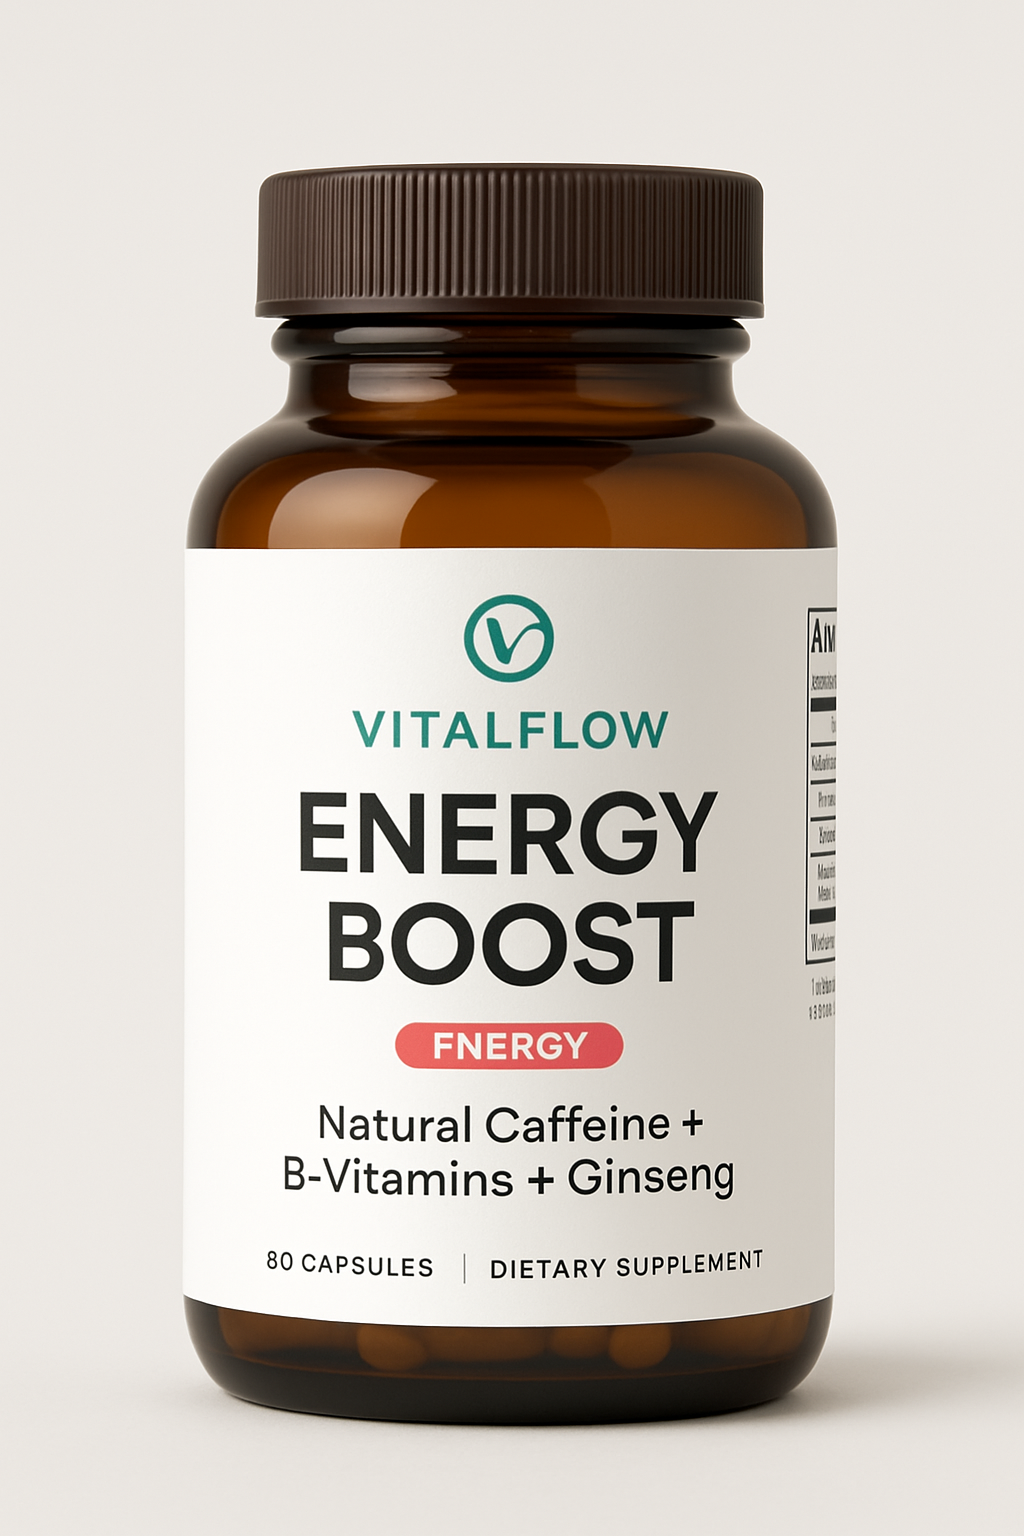 VITALFLOW
ENERGY
BOOST
FNERGY
Natural Caffeine +
B-Vitamins + Ginseng
80 CAPSULES | DIETARY SUPPLEMENT